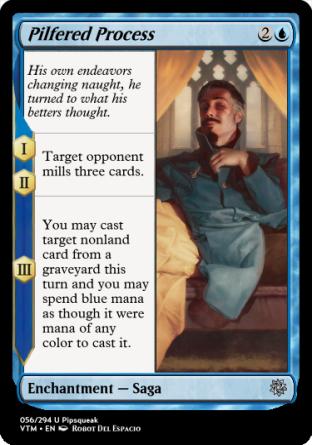 Pilfered Process 2
His own endeavors
changing naught, he
turned to what his
betters thought.
I
Target opponent
mills three cards.
II
You may cast
target nonland
card from a
graveyard this
turn and you may
spend blue mana
as though it were
mana of any
color to cast it.
III
Enchantment — Saga
056/294 U Pipsqueak
VTM • EN ROBOT DEL ESPACIO